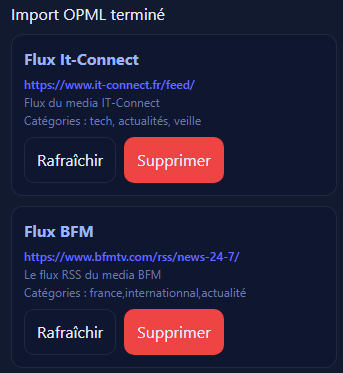 Import OPML terminé
Flux It-Connect
https://www.it-connect.fr/feed/
Flux du media IT-Connect
Catégories : tech, actualités, veille
Rafraîchir Supprimer
Flux BFM
https://www.bfmtv.com/rss/news-24-7/
Le flux RSS du media BFM
Catégories : france,internationnal,actualité
Rafraîchir Supprimer